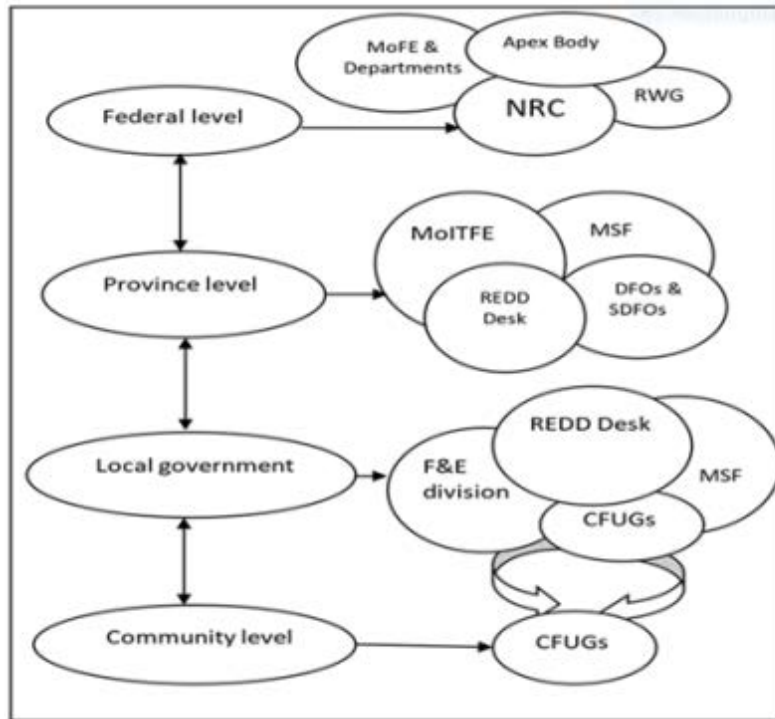 MoFE &
Departments
Apex Body
Federal level
NRC
RWG
MoITFE
MSF
Province level
REDD
Desk
DFOs &
SDFOs
REDD Desk
Local government
F&E
division
MSF
CFUGs
Community level
CFUGs